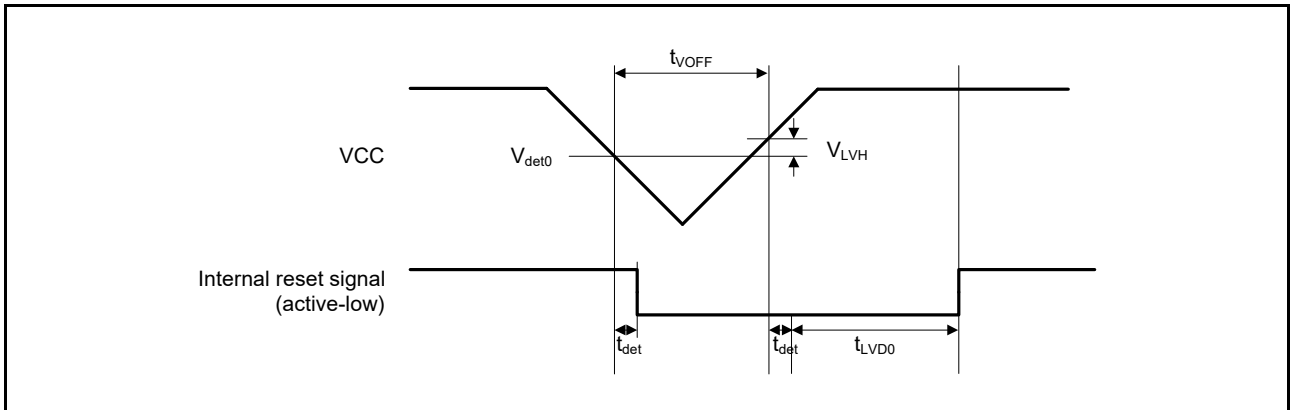 tVOFF
VCC
Vdet0
VLVH
Internal reset signal
(active-low)
tdet
tdet
tLVD0